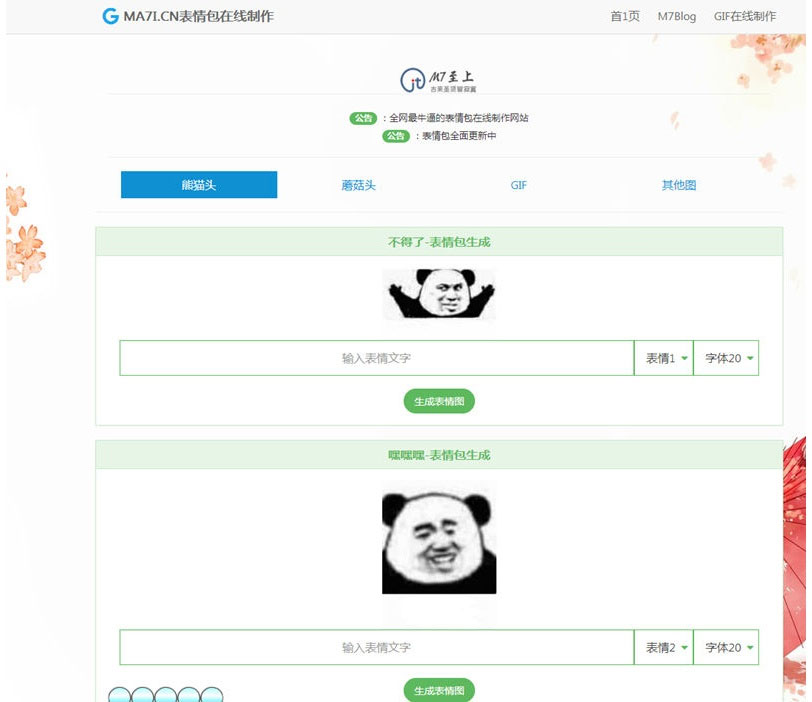 MA7I.CN表情包在线制作
首1页 M7Blog GIF在线制作
M7至上
公告 : 全网最牛逼的表情包在线制作网站
公告 : 表情包全面更新中
熊猫头 蘑菇头 GIF 其他图
不得了-表情包生成
输入表情文字 表情1 字体20
生成表情图
嘿嘿嘿-表情包生成
输入表情文字 表情2 字体20
生成表情图